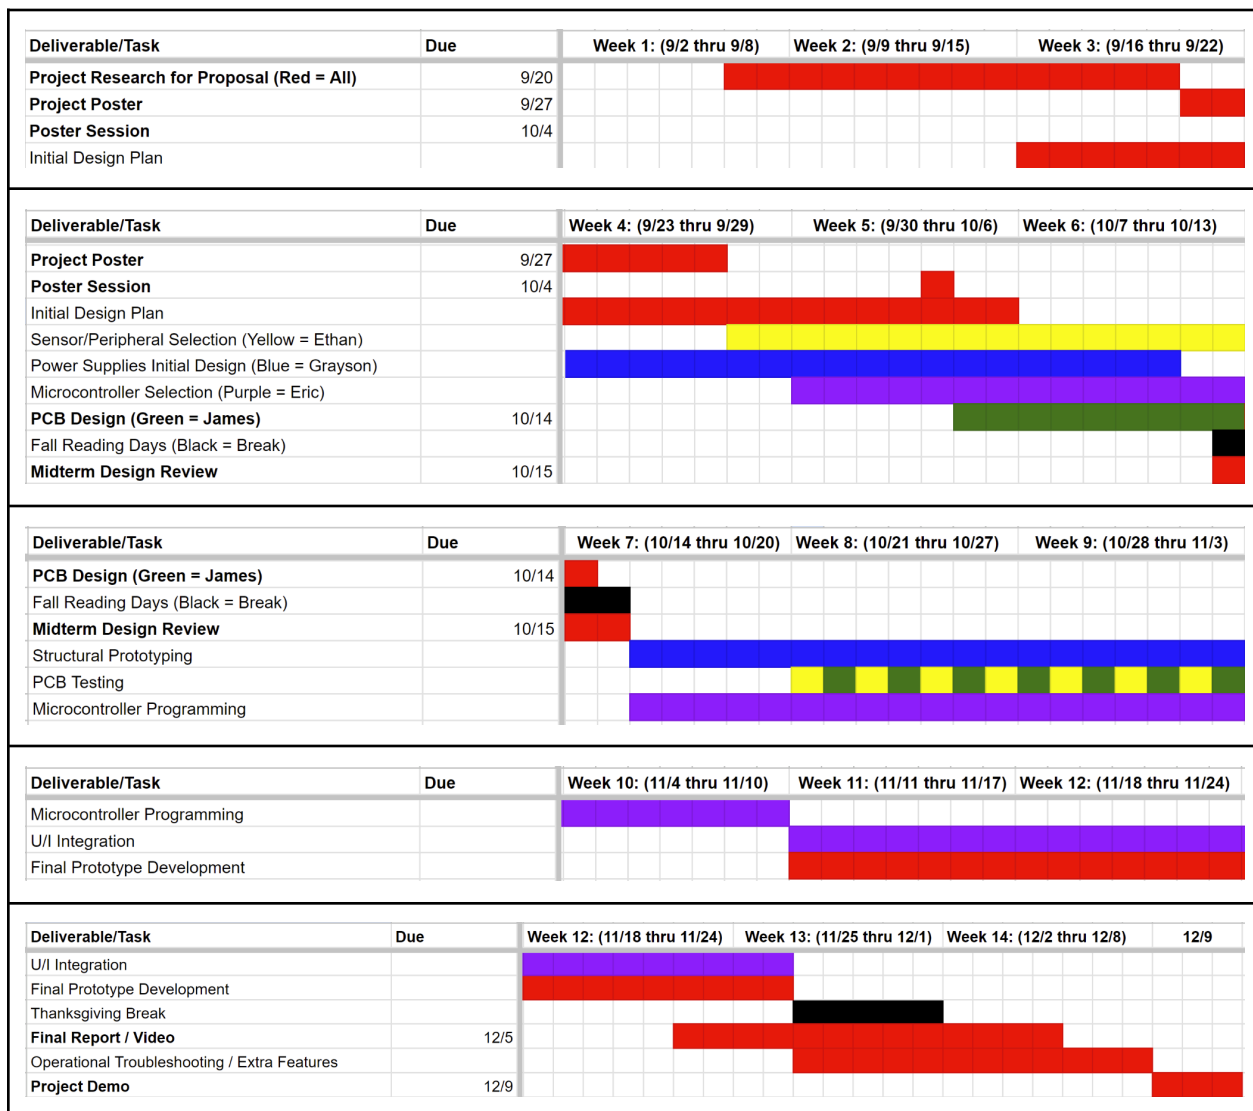 Deliverable/Task Due Week 1: (9/2 thru 9/8) Week 2: (9/9 thru 9/15) Week 3: (9/16 thru 9/22)
Project Research for Proposal (Red = All) 9/20
Project Poster 9/27
Poster Session 10/4
Initial Design Plan
Deliverable/Task Due Week 4: (9/23 thru 9/29) Week 5: (9/30 thru 10/6) Week 6: (10/7 thru 10/13)
Project Poster 9/27
Poster Session 10/4
Initial Design Plan
Sensor/Peripheral Selection (Yellow = Ethan)
Power Supplies Initial Design (Blue = Grayson)
Microcontroller Selection (Purple = Eric)
PCB Design (Green = James) 10/14
Fall Reading Days (Black = Break)
Midterm Design Review 10/15
Deliverable/Task Due Week 7: (10/14 thru 10/20) Week 8: (10/21 thru 10/27) Week 9: (10/28 thru 11/3)
PCB Design (Green = James) 10/14
Fall Reading Days (Black = Break)
Midterm Design Review 10/15
Structural Prototyping
PCB Testing
Microcontroller Programming
Deliverable/Task Due Week 10: (11/4 thru 11/10) Week 11: (11/11 thru 11/17) Week 12: (11/18 thru 11/24)
Microcontroller Programming
U/I Integration
Final Prototype Development
Deliverable/Task Due Week 12: (11/18 thru 11/24) Week 13: (11/25 thru 12/1) Week 14: (12/2 thru 12/8) 12/9
U/I Integration
Final Prototype Development
Thanksgiving Break
Final Report / Video 12/5
Operational Troubleshooting / Extra Features
Project Demo 12/9